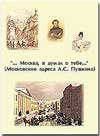 "... Москва, я думал о тебе..."
(Московские адреса А.С. Пушкина)